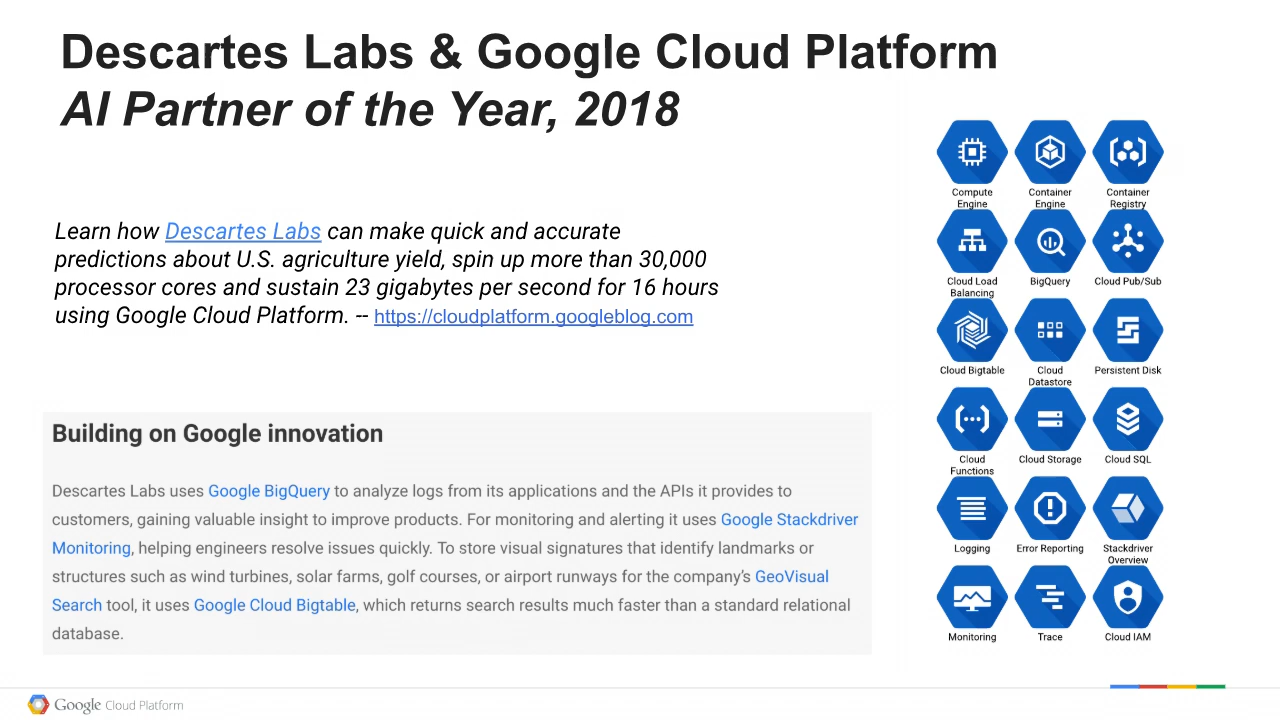 Descartes Labs & Google Cloud Platform
AI Partner of the Year, 2018
Learn how Descartes Labs can make quick and accurate
predictions about U.S. agriculture yield, spin up more than 30,000
processor cores and sustain 23 gigabytes per second for 16 hours
using Google Cloud Platform. -- https://cloudplatform.googleblog.com
Building on Google innovation
Descartes Labs uses Google BigQuery to analyze logs from its applications and the APIs it provides to
customers, gaining valuable insight to improve products. For monitoring and alerting it uses Google Stackdriver
Monitoring, helping engineers resolve issues quickly. To store visual signatures that identify landmarks or
structures such as wind turbines, solar farms, golf courses, or airport runways for the company's GeoVisual
Search tool, it uses Google Cloud Bigtable, which returns search results much faster than a standard relational
database.
Compute
Engine
Container
Engine
Container
Registry
Cloud Load
Balancing
BigQuery
Cloud Pub/Sub
Cloud Bigtable
Cloud
Datastore
Persistent Disk
Cloud
Functions
Cloud Storage
Cloud SQL
Logging
Error Reporting
Stackdriver
Overview
Monitoring
Trace
Cloud IAM
Google Cloud Platform